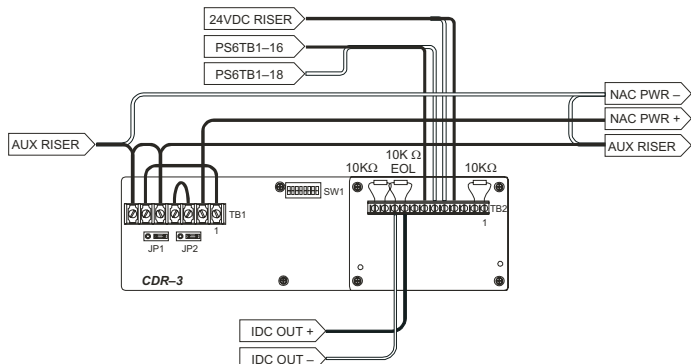 24VDC RISER
PS6TB1–16
PS6TB1–18
NAC PWR –
NAC PWR +
AUX RISER
AUX RISER
10KΩ
10K Ω
EOL
10KΩ
SW1
TB1
1
TB2
1
JP1
JP2
CDR–3
IDC OUT +
IDC OUT –